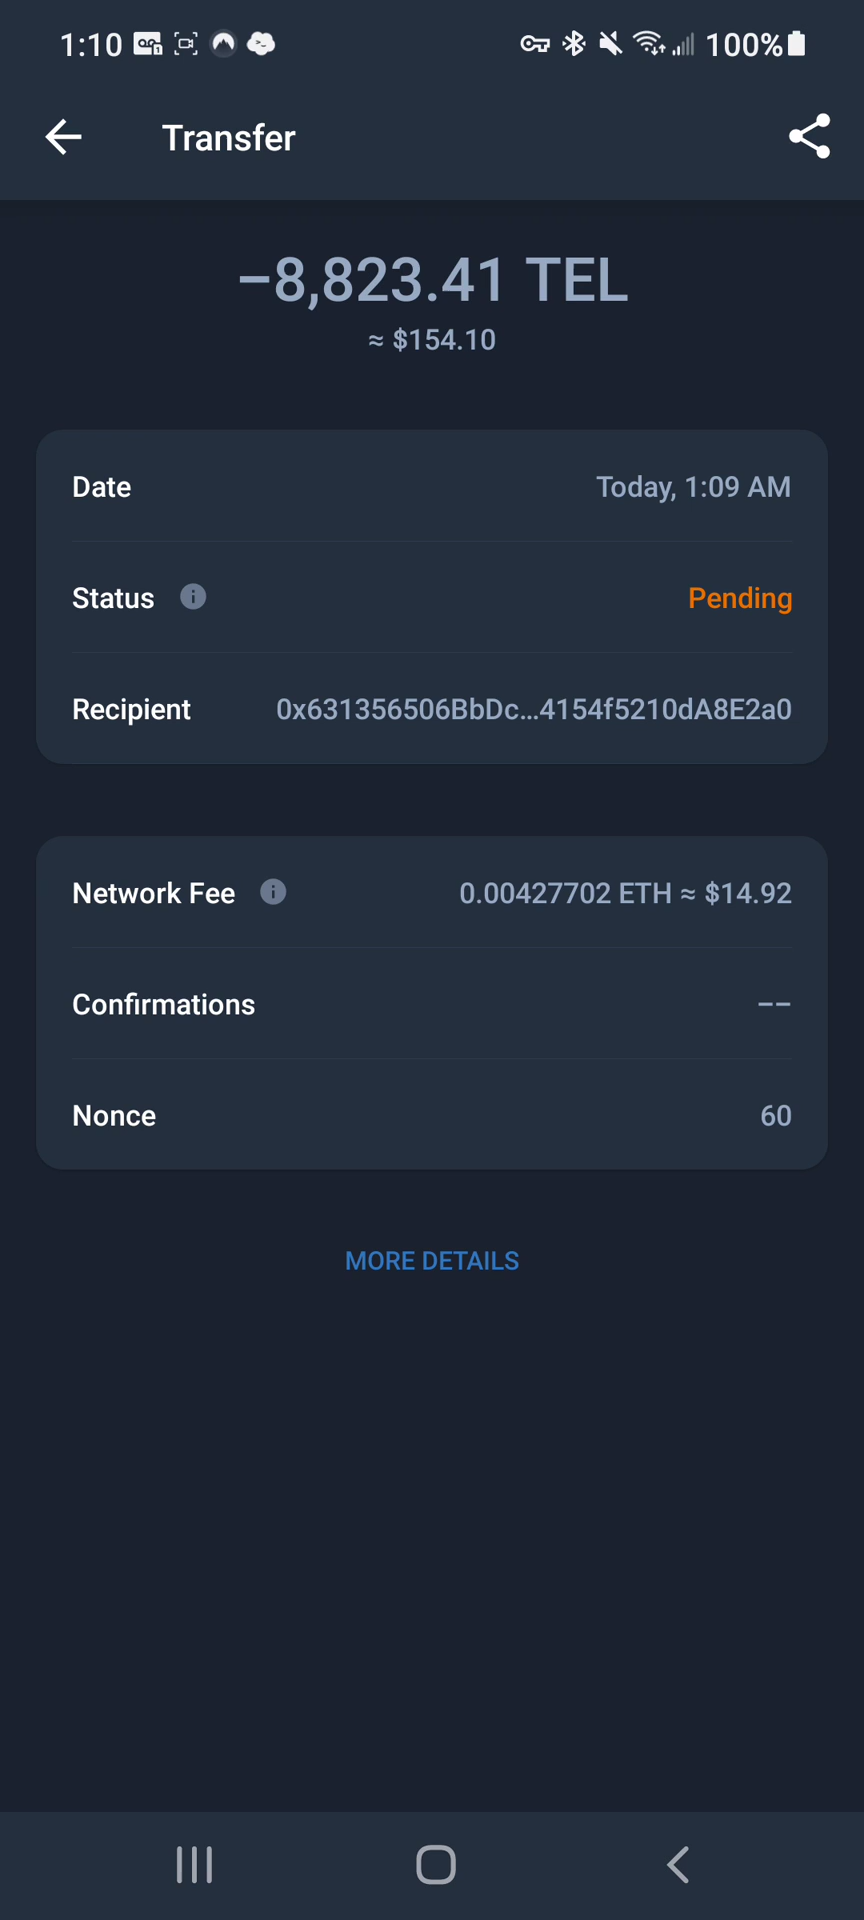 1:10 100%
Transfer
–8,823.41 TEL
≈ $154.10
Date Today, 1:09 AM
Status Pending
Recipient 0x631356506BbDc...4154f5210dA8E2a0
Network Fee 0.00427702 ETH ≈ $14.92
Confirmations ––
Nonce 60
MORE DETAILS